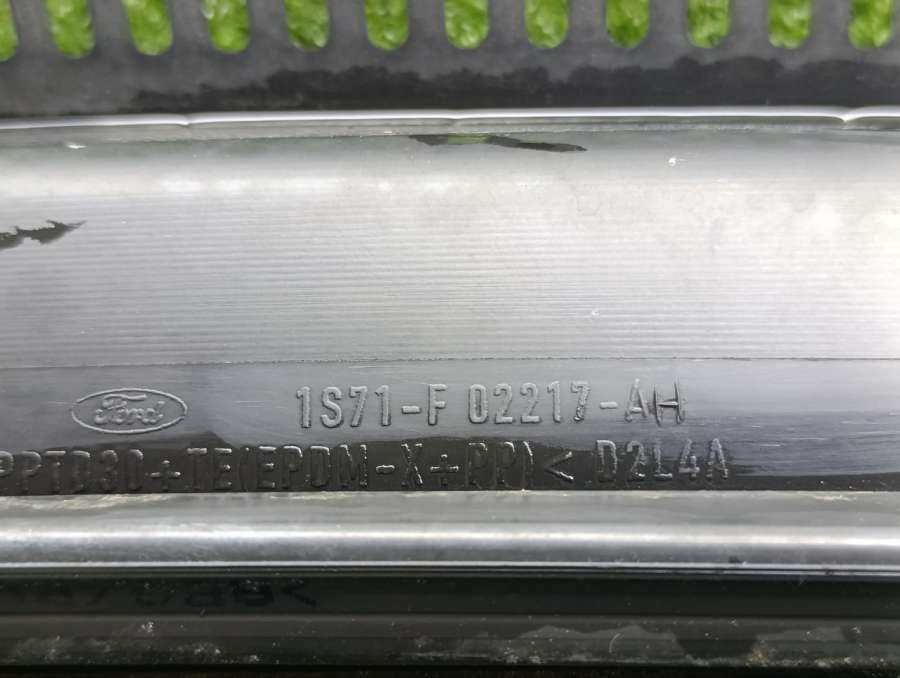 Ford 1S71-F 02217-AH
PPTD30+TE(EPDM-X+PP)< D2L4A